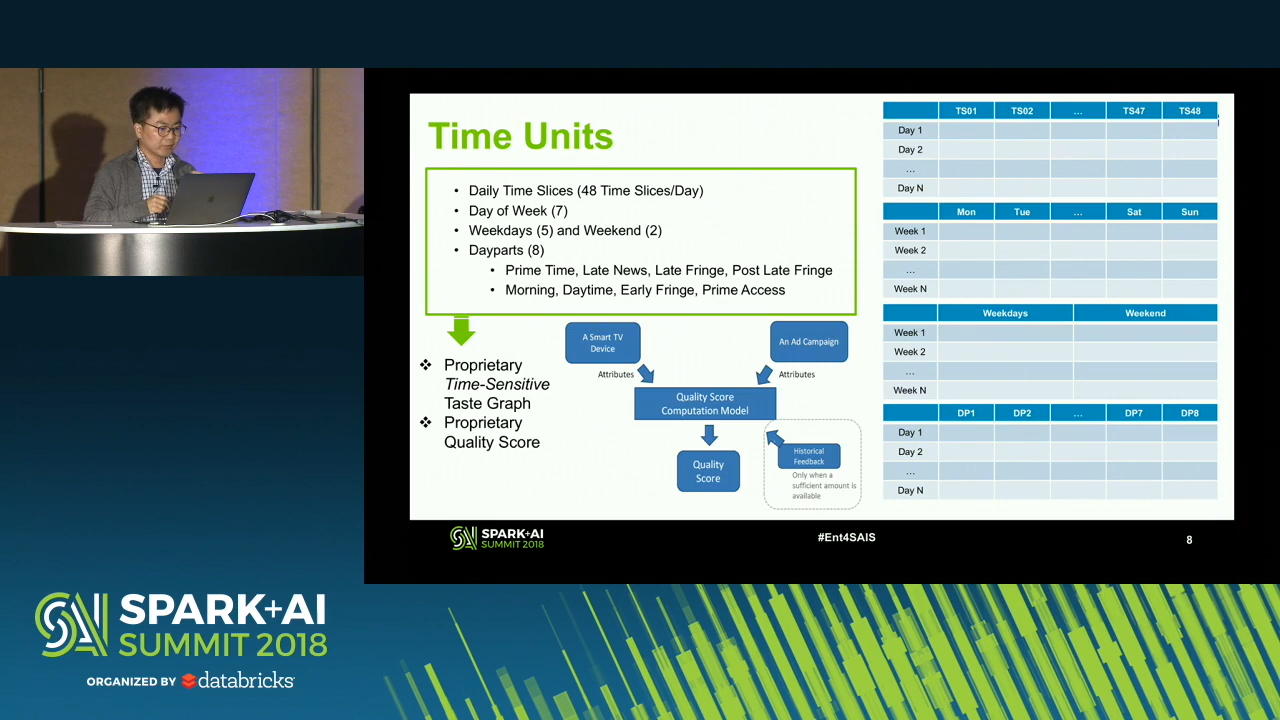 Time Units
• Daily Time Slices (48 Time Slices/Day)
• Day of Week (7)
• Weekdays (5) and Weekend (2)
• Dayparts (8)
• Prime Time, Late News, Late Fringe, Post Late Fringe
• Morning, Daytime, Early Fringe, Prime Access
❖ Proprietary
Time-Sensitive
Taste Graph
❖ Proprietary
Quality Score
A Smart TV
Device
An Ad Campaign
Attributes
Attributes
Quality Score
Computation Model
Quality
Score
Historical
Feedback
Only when a
sufficient amount is
available
TS01 TS02 ... TS47 TS48
Day 1
Day 2
...
Day N
Mon Tue ... Sat Sun
Week 1
Week 2
...
Week N
Weekdays Weekend
Week 1
Week 2
...
Week N
DP1 DP2 ... DP7 DP8
Day 1
Day 2
...
Day N
SPARK+AI
SUMMIT 2018
#Ent4SAIS
8
SPARK+AI
SUMMIT 2018
ORGANIZED BY databricks